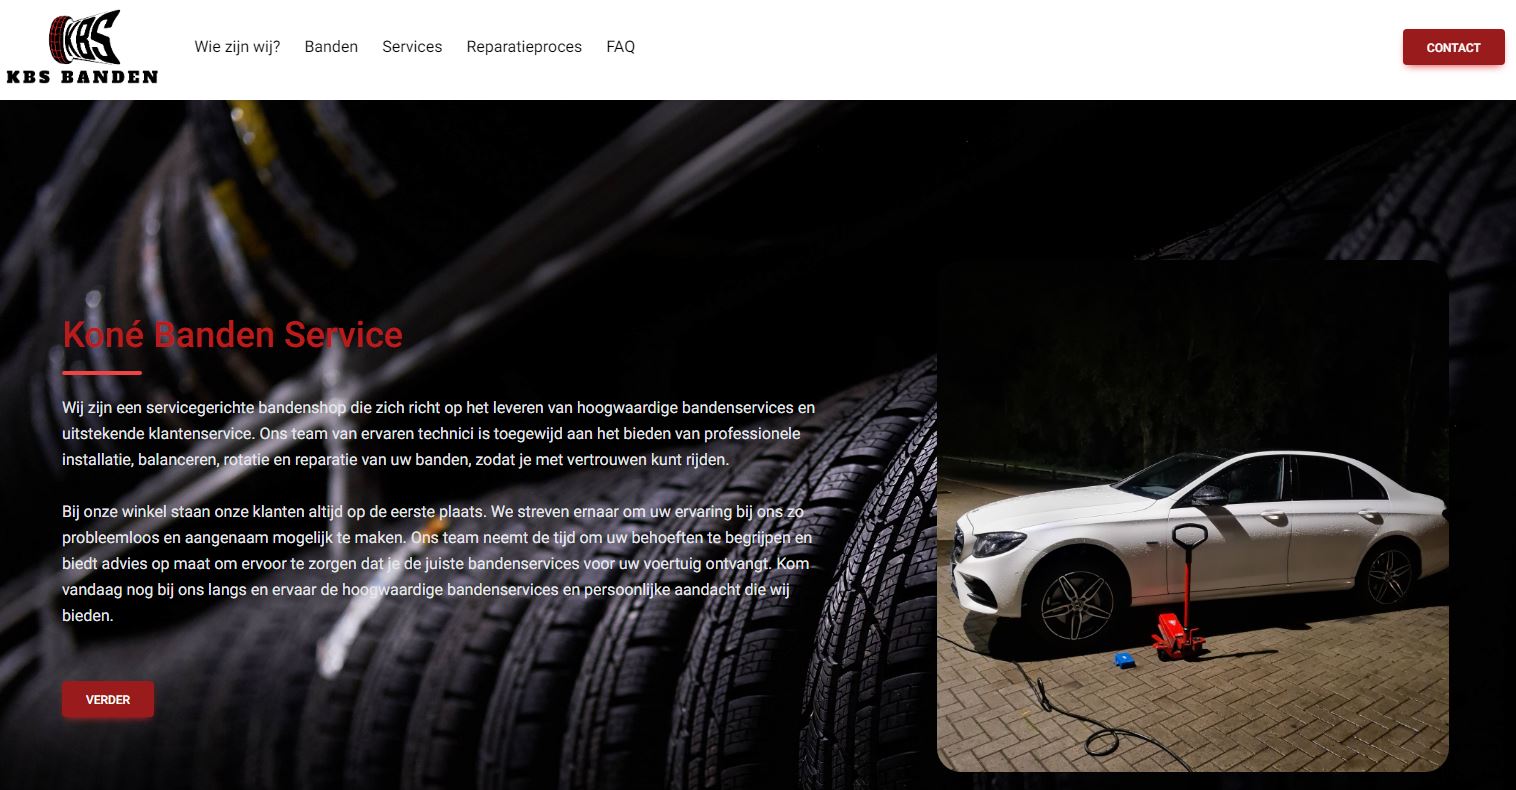 KBS
KBS BANDEN
Wie zijn wij?
Banden
Services
Reparatieproces
FAQ
CONTACT
Koné Banden Service
Wij zijn een servicegerichte bandenshop die zich richt op het leveren van hoogwaardige bandenservices en
uitstekende klantenservice. Ons team van ervaren technici is toegewijd aan het bieden van professionele
installatie, balanceren, rotatie en reparatie van uw banden, zodat je met vertrouwen kunt rijden.
Bij onze winkel staan onze klanten altijd op de eerste plaats. We streven ernaar om uw ervaring bij ons zo
probleemloos en aangenaam mogelijk te maken. Ons team neemt de tijd om uw behoeften te begrijpen en
biedt advies op maat om ervoor te zorgen dat je de juiste bandenservices voor uw voertuig ontvangt. Kom
vandaag nog bij ons langs en ervaar de hoogwaardige bandenservices en persoonlijke aandacht die wij
bieden.
VERDER